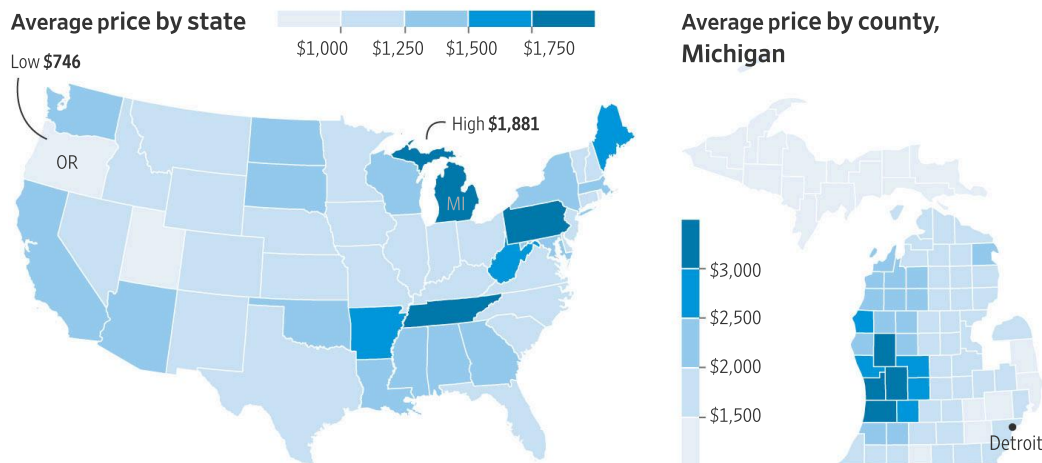 Average price by state
$1,000 $1,250 $1,500 $1,750
Low $746
OR
High $1,881
MI
Average price by county,
Michigan
$3,000
$2,500
$2,000
$1,500
Detroit